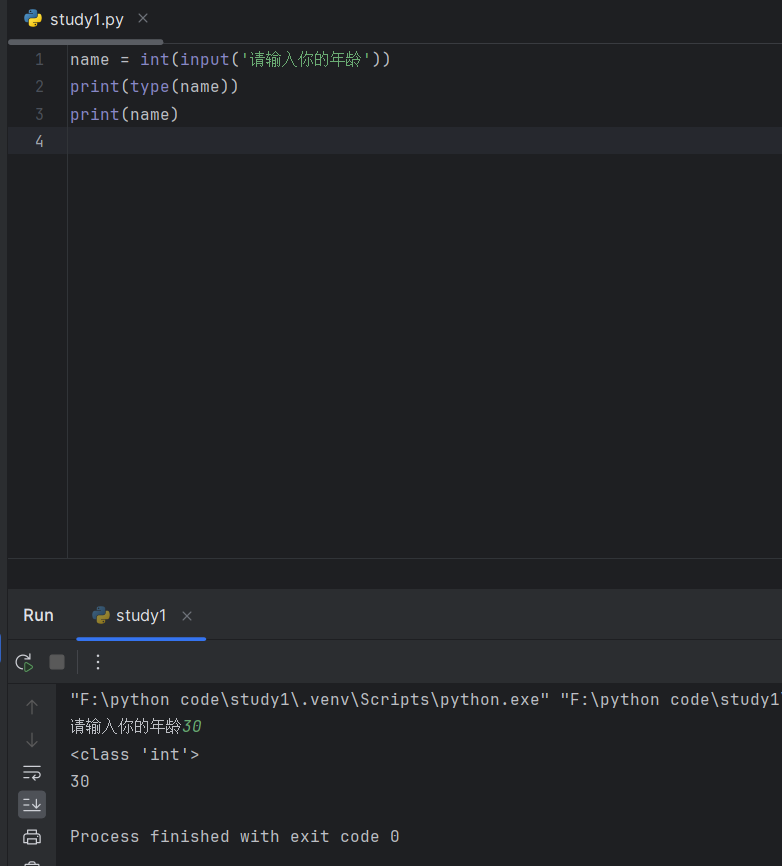 study1.py
1 name = int(input('请输入你的年龄'))
2 print(type(name))
3 print(name)
4
Run study1
"F:\python code\study1\.venv\Scripts\python.exe" "F:\python code\study1
请输入你的年龄30
<class 'int'>
30
Process finished with exit code 0